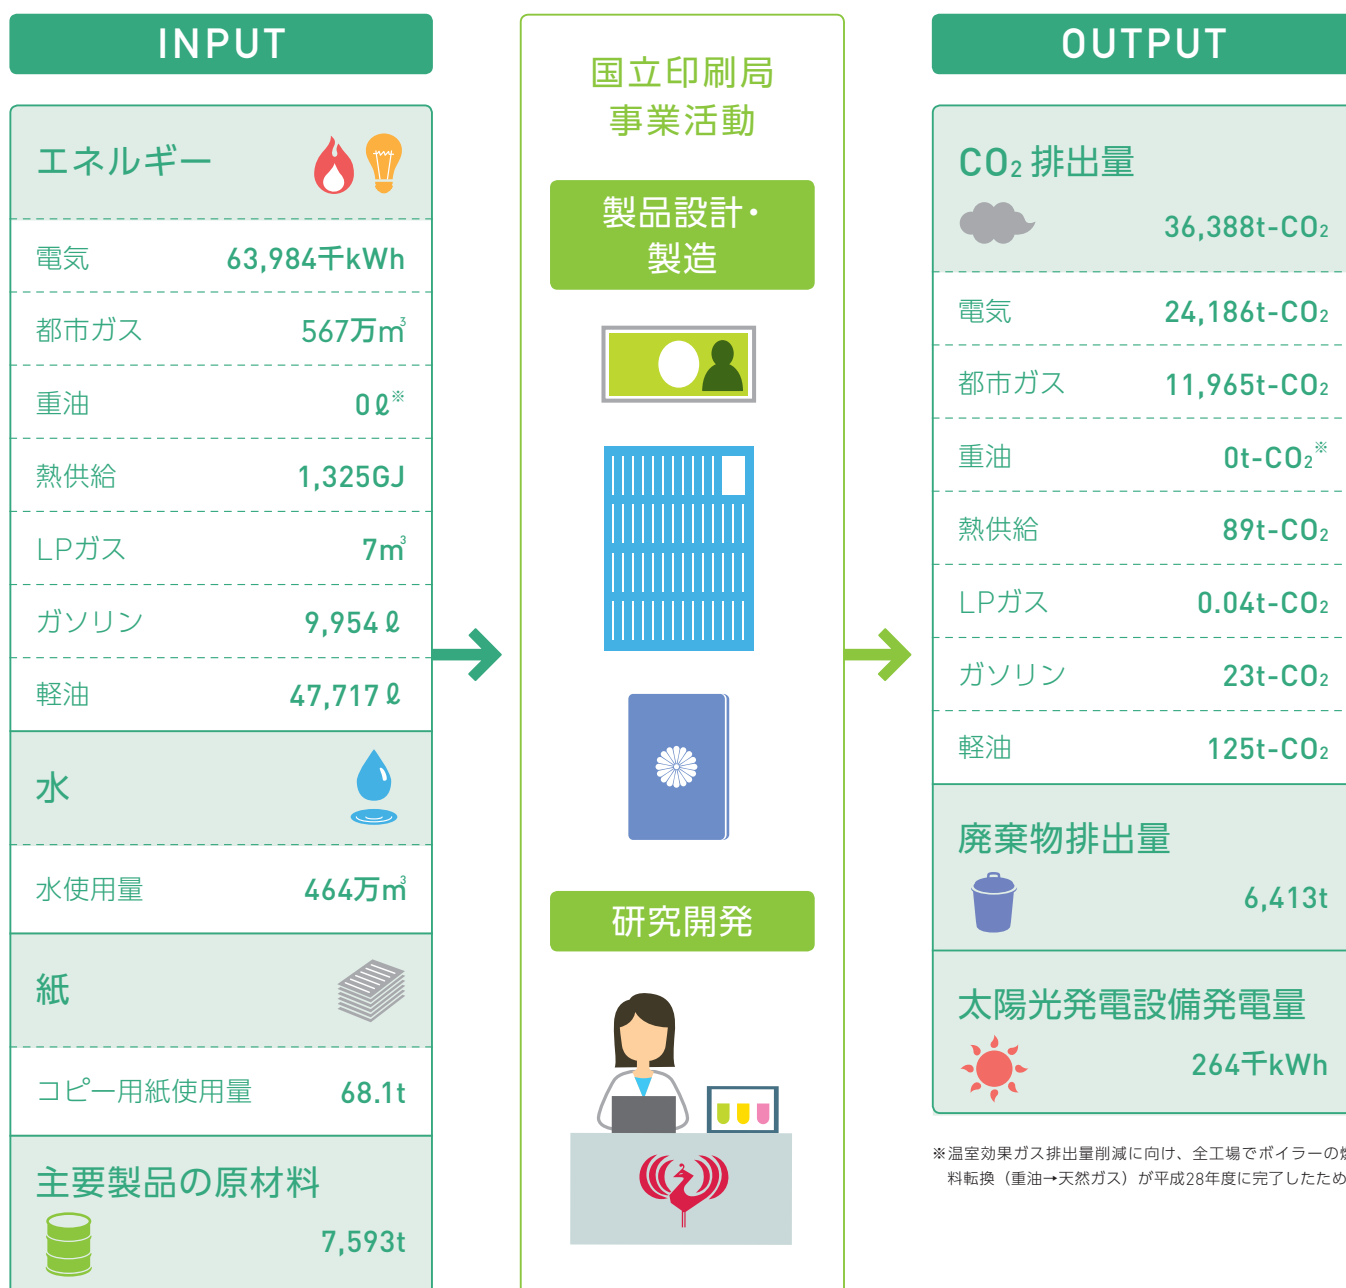 INPUT
エネルギー
電気 63,984千kWh
都市ガス 567万m³
重油 0ℓ※
熱供給 1,325GJ
LPガス 7m³
ガソリン 9,954ℓ
軽油 47,717ℓ
水
水使用量 464万m³
紙
コピー用紙使用量 68.1t
主要製品の原材料
7,593t
国立印刷局
事業活動
製品設計・
製造
研究開発
OUTPUT
CO₂排出量
36,388t-CO₂
電気 24,186t-CO₂
都市ガス 11,965t-CO₂
重油 0t-CO₂※
熱供給 89t-CO₂
LPガス 0.04t-CO₂
ガソリン 23t-CO₂
軽油 125t-CO₂
廃棄物排出量
6,413t
太陽光発電設備発電量
264千kWh
※温室効果ガス排出量削減に向け、全工場でボイラーの燃
料転換（重油→天然ガス）が平成28年度に完了したため